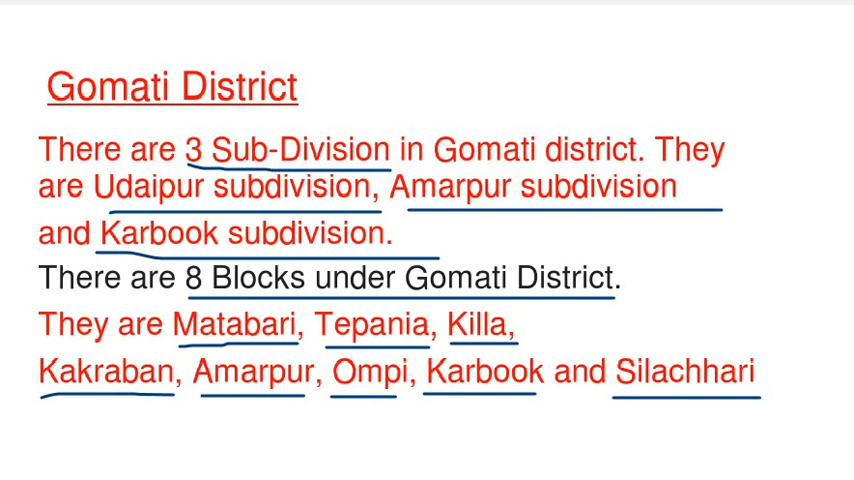 Gomati District
There are 3 Sub-Division in Gomati district. They
are Udaipur subdivision, Amarpur subdivision
and Karbook subdivision.
There are 8 Blocks under Gomati District.
They are Matabari, Tepania, Killa,
Kakraban, Amarpur, Ompi, Karbook and Silachhari